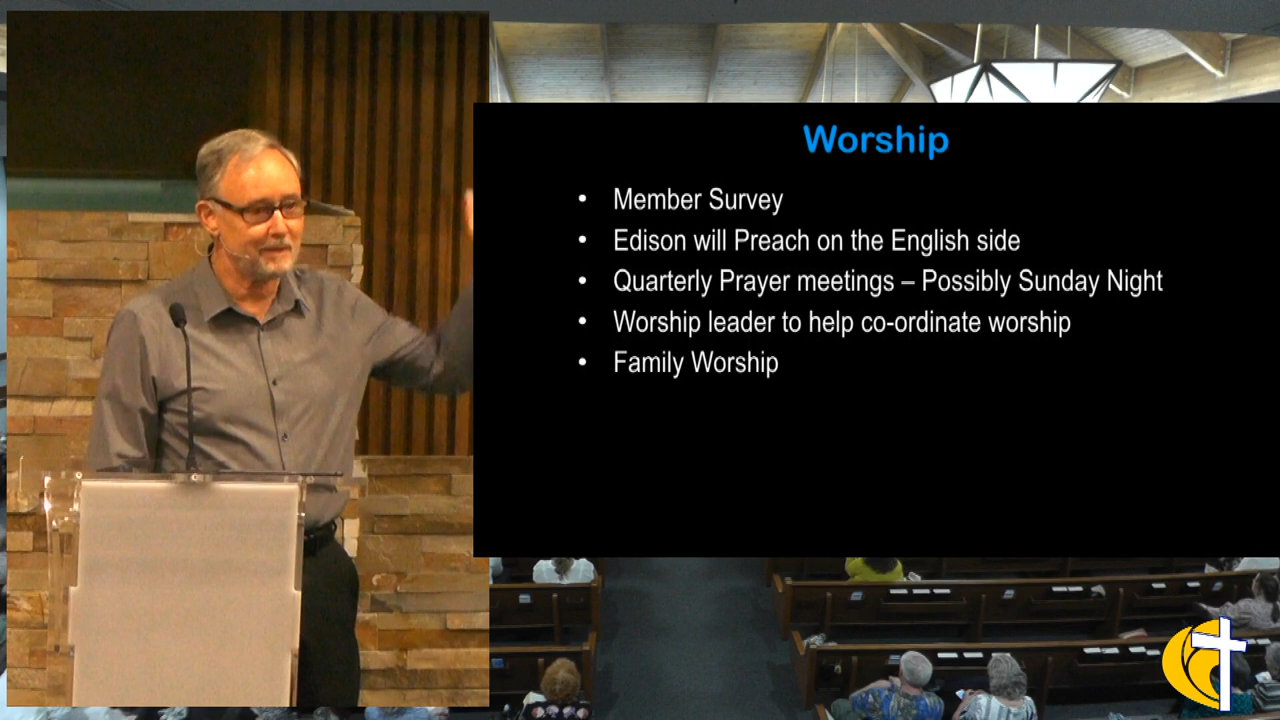 Worship
• Member Survey
• Edison will Preach on the English side
• Quarterly Prayer meetings – Possibly Sunday Night
• Worship leader to help co-ordinate worship
• Family Worship